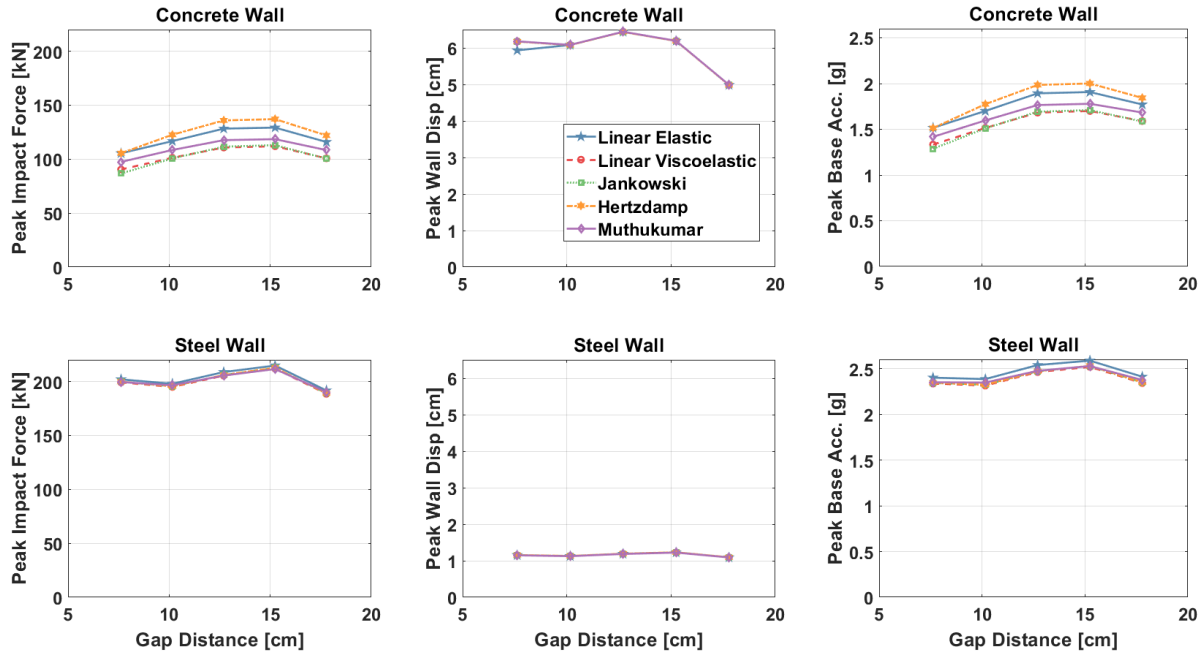 Concrete Wall
Peak Impact Force [kN]
200
150
100
50
0
5 10 15 20
Concrete Wall
Peak Wall Disp [cm]
6
5
4
3
2
1
0
5 10 15 20
Linear Elastic
Linear Viscoelastic
Jankowski
Hertzdamp
Muthukumar
Concrete Wall
Peak Base Acc. [g]
2.5
2
1.5
1
0.5
0
5 10 15 20
Steel Wall
Peak Impact Force [kN]
200
150
100
50
0
5 10 15 20
Gap Distance [cm]
Steel Wall
Peak Wall Disp [cm]
6
5
4
3
2
1
0
5 10 15 20
Gap Distance [cm]
Steel Wall
Peak Base Acc. [g]
2.5
2
1.5
1
0.5
0
5 10 15 20
Gap Distance [cm]